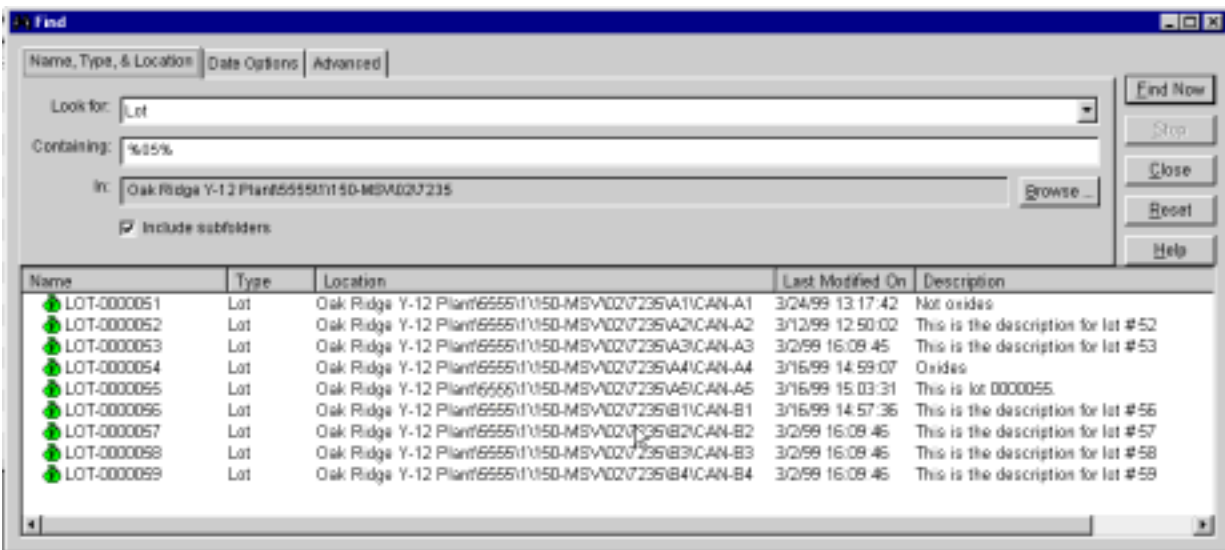 Find
Name, Type, & Location Date Options Advanced
Look for: Lot
Find Now
Containing: %05%
Stop
In: Oak Ridge Y-12 Plant\5555\1\150-MSV\02\7235 Browse ...
Close
Include subfolders
Reset
Help
Name Type Location Last Modified On Description
LOT-0000051 Lot Oak Ridge Y-12 Plant\5555\1\150-MSV\02\7235\A1\CAN-A1 3/24/99 13:17:42 Not oxides
LOT-0000052 Lot Oak Ridge Y-12 Plant\5555\1\150-MSV\02\7235\A2\CAN-A2 3/12/99 12:50:02 This is the description for lot #52
LOT-0000053 Lot Oak Ridge Y-12 Plant\5555\1\150-MSV\02\7235\A3\CAN-A3 3/2/99 16:09:45 This is the description for lot #53
LOT-0000054 Lot Oak Ridge Y-12 Plant\5555\1\150-MSV\02\7235\A4\CAN-A4 3/16/99 14:59:07 Oxides
LOT-0000055 Lot Oak Ridge Y-12 Plant\5555\1\150-MSV\02\7235\A5\CAN-A5 3/16/99 15:03:31 This is lot 0000055.
LOT-0000056 Lot Oak Ridge Y-12 Plant\5555\1\150-MSV\02\7235\B1\CAN-B1 3/16/99 14:57:36 This is the description for lot #56
LOT-0000057 Lot Oak Ridge Y-12 Plant\5555\1\150-MSV\02\7235\B2\CAN-B2 3/2/99 16:09:46 This is the description for lot #57
LOT-0000058 Lot Oak Ridge Y-12 Plant\5555\1\150-MSV\02\7235\B3\CAN-B3 3/2/99 16:09:46 This is the description for lot #58
LOT-0000059 Lot Oak Ridge Y-12 Plant\5555\1\150-MSV\02\7235\B4\CAN-B4 3/2/99 16:09:46 This is the description for lot #59